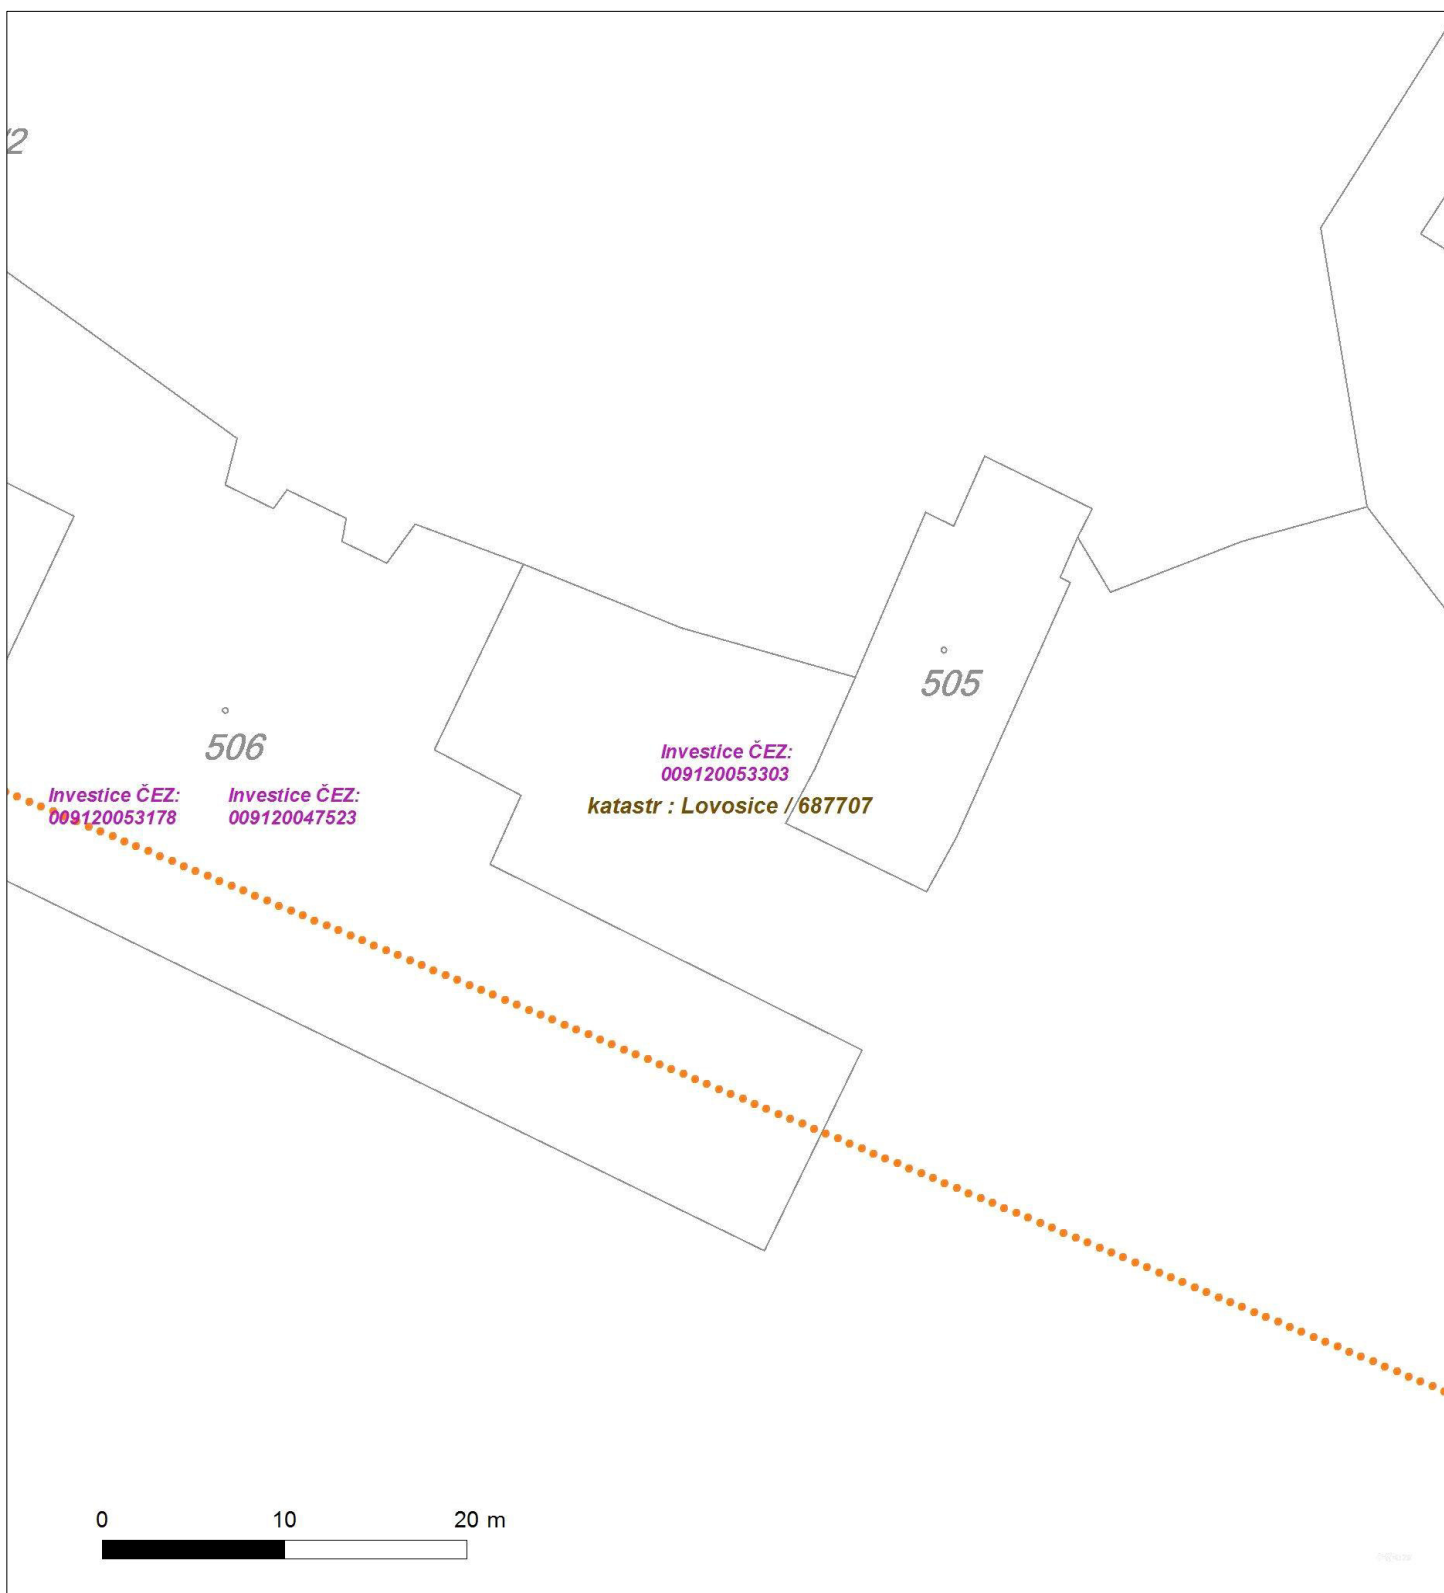 /2
505
506
Investice ČEZ:
009120053303
katastr : Lovosice / 687707
Investice ČEZ:
009120053178
Investice ČEZ:
009120047523
0 10 20 m